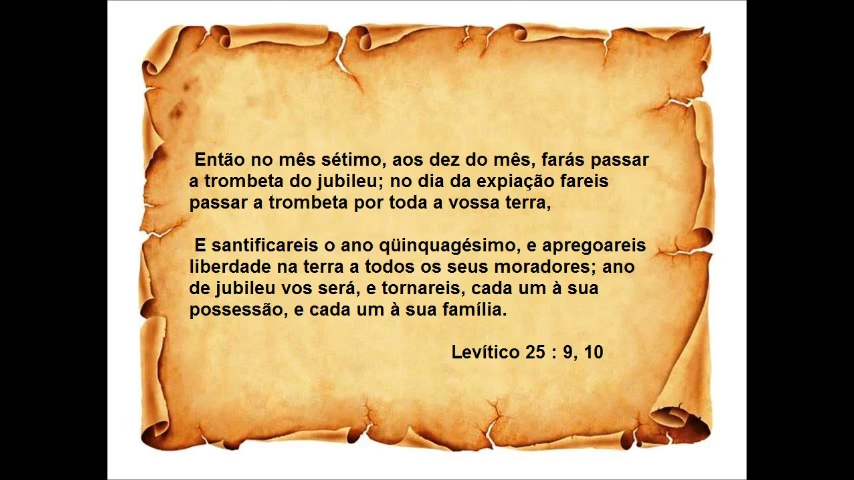 Então no mês sétimo, aos dez do mês, farás passar
a trombeta do jubileu; no dia da expiação fareis
passar a trombeta por toda a vossa terra,
E santificareis o ano qüinquagésimo, e apregoareis
liberdade na terra a todos os seus moradores; ano
de jubileu vos será, e tornareis, cada um à sua
possessão, e cada um à sua família.
Levítico 25 : 9, 10